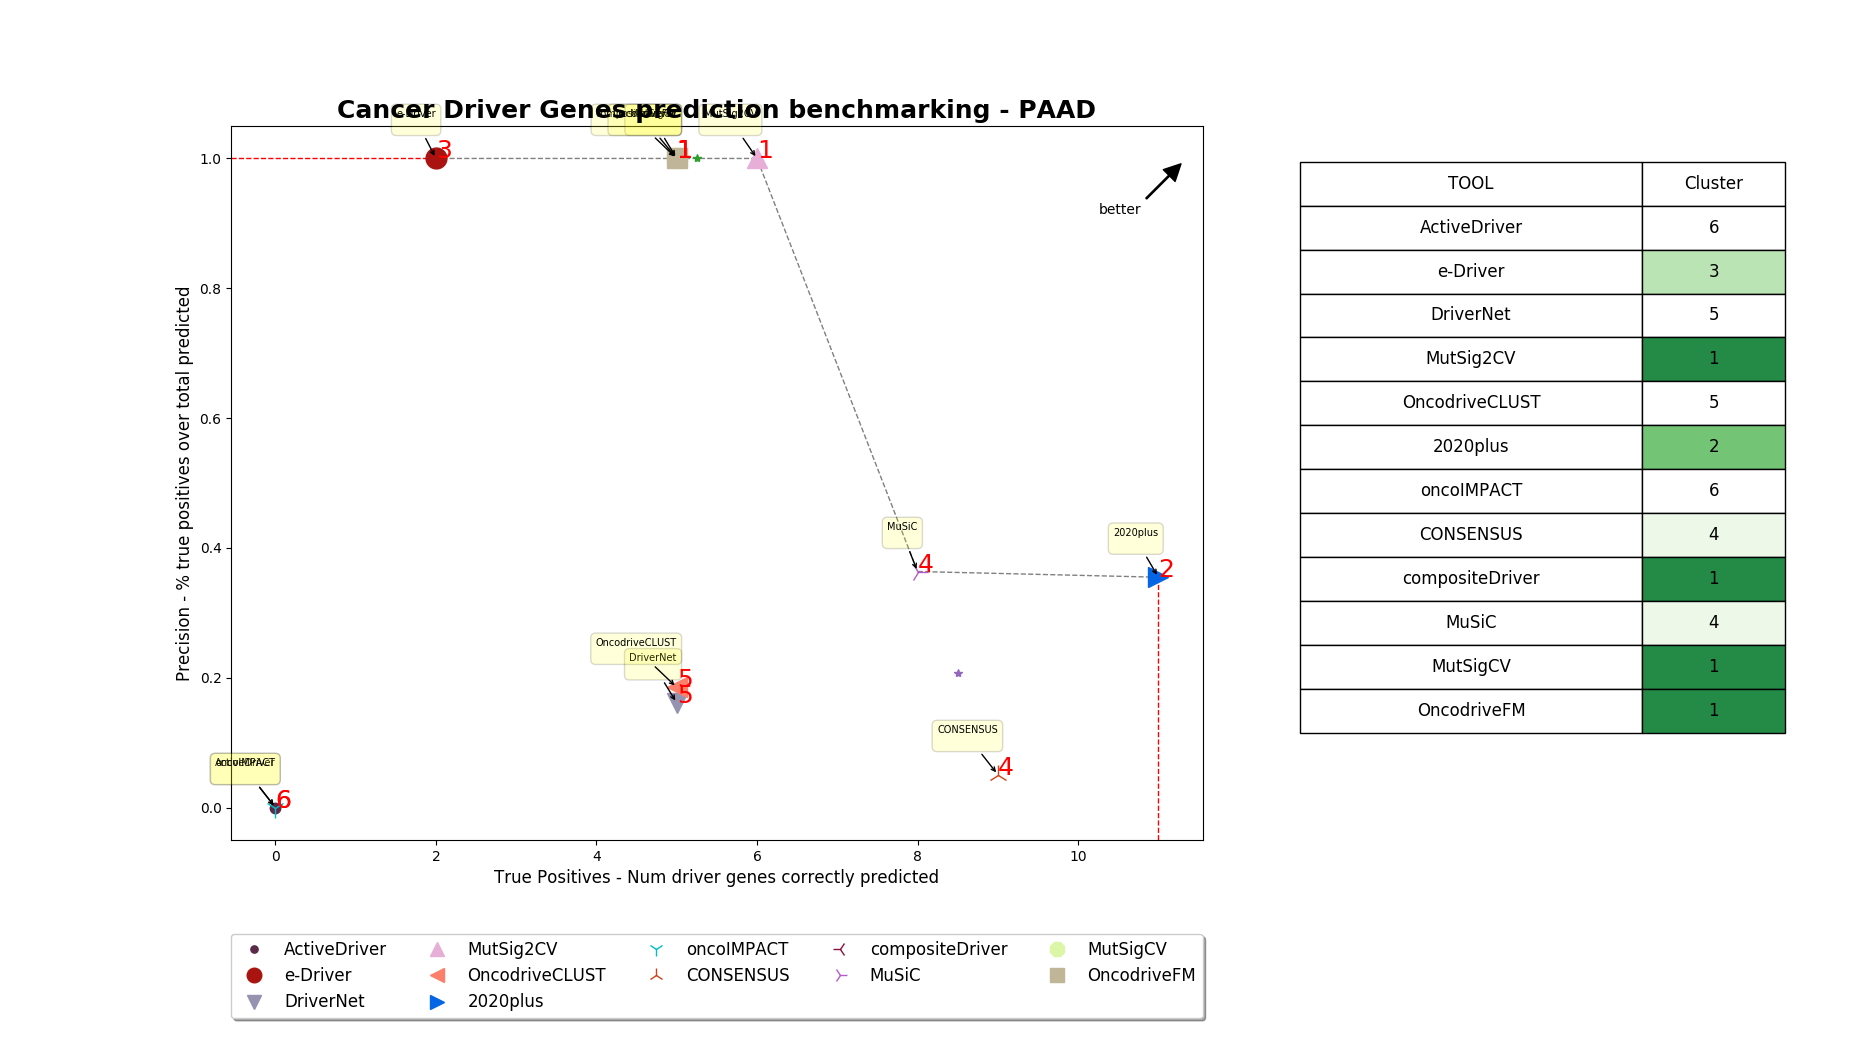 Cancer Driver Genes prediction benchmarking - PAAD
e-Driver
MutSig2CV
1.0
3
1
1
better
0.8
0.6
0.4
0.2
0.0
Precision - % true positives over total predicted
MuSiC
4
2020plus
2
OncodriveCLUST
5
DriverNet
5
CONSENSUS
4
6
0
2
4
6
8
10
True Positives - Num driver genes correctly predicted
TOOL Cluster
ActiveDriver 6
e-Driver 3
DriverNet 5
MutSig2CV 1
OncodriveCLUST 5
2020plus 2
oncoIMPACT 6
CONSENSUS 4
compositeDriver 1
MuSiC 4
MutSigCV 1
OncodriveFM 1
ActiveDriver MutSig2CV oncoIMPACT compositeDriver MutSigCV
e-Driver OncodriveCLUST CONSENSUS MuSiC OncodriveFM
DriverNet 2020plus